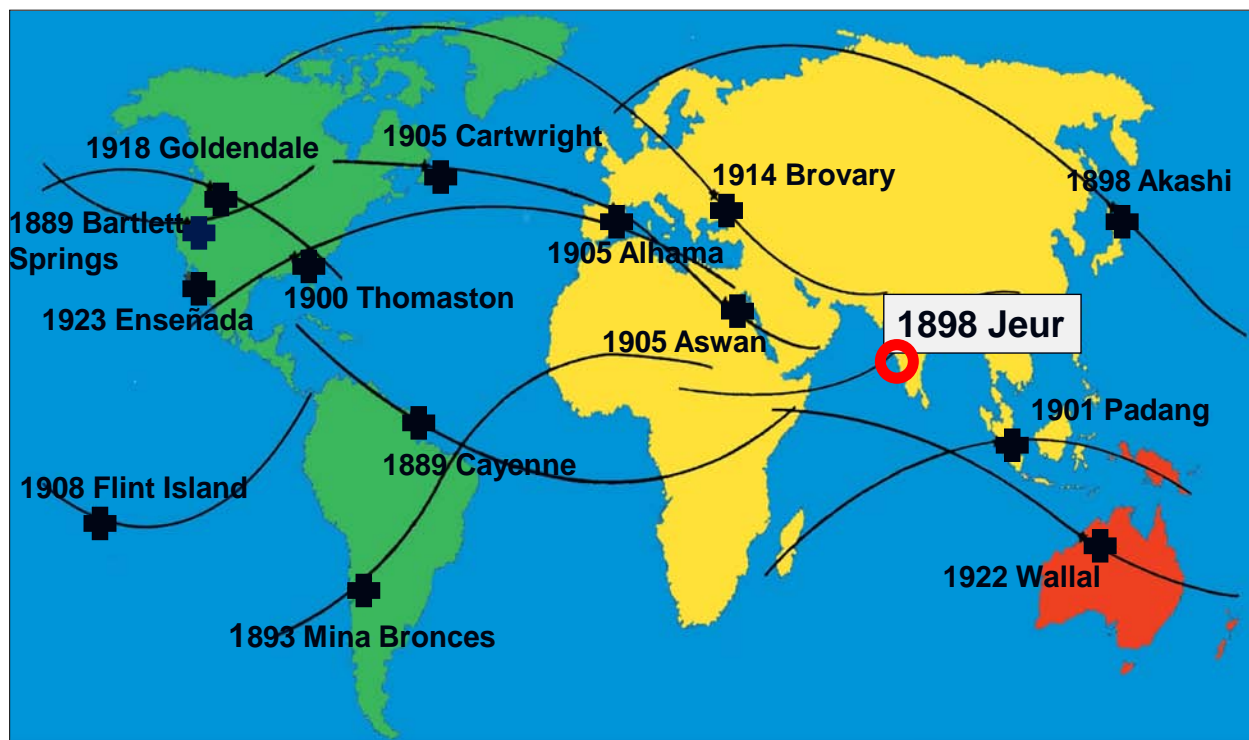 1905 Cartwright
1918 Goldendale
1914 Brovary
1898 Akashi
1889 Bartlett
Springs
1905 Alhama
1900 Thomaston
1923 Enseñada
1898 Jeur
1905 Aswan
1901 Padang
1889 Cayenne
1908 Flint Island
1922 Wallal
1893 Mina Bronces